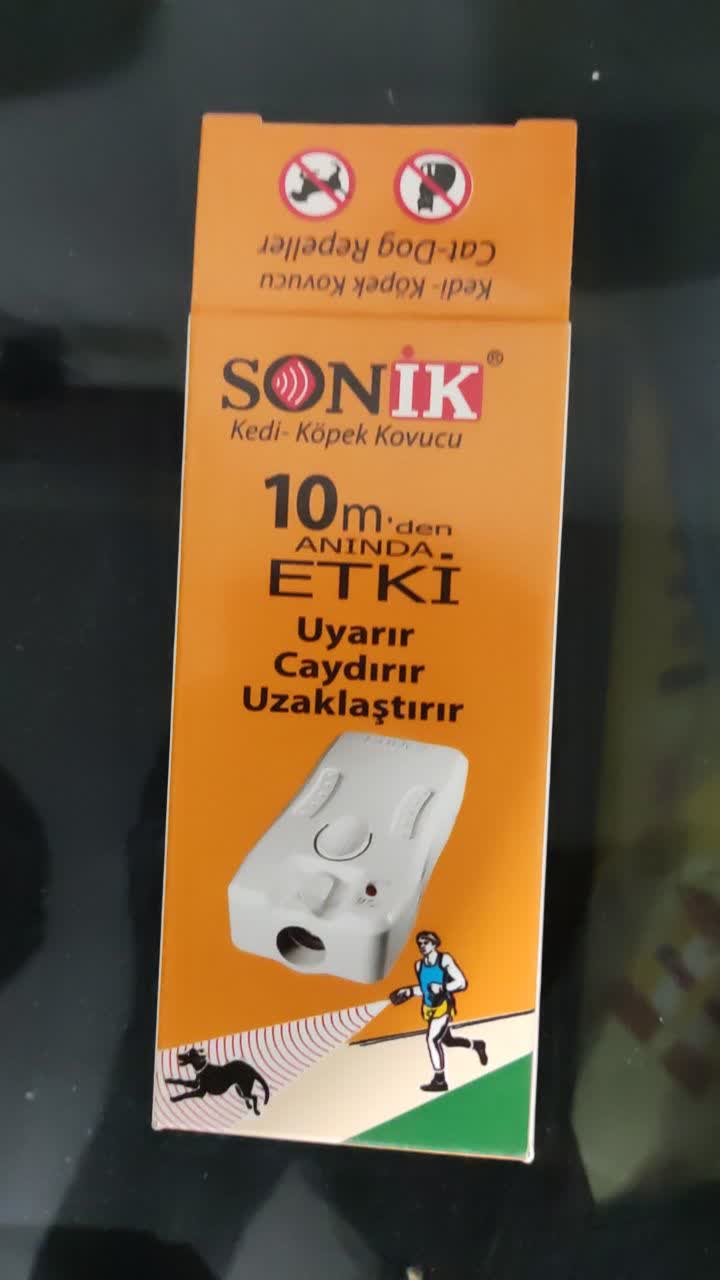 Kedi- Köpek Kovucu
Cat-Dog Repeller
SONİK®
Kedi- Köpek Kovucu
10m.den
ANINDA
ETKİ
Uyarır
Caydırır
Uzaklaştırır